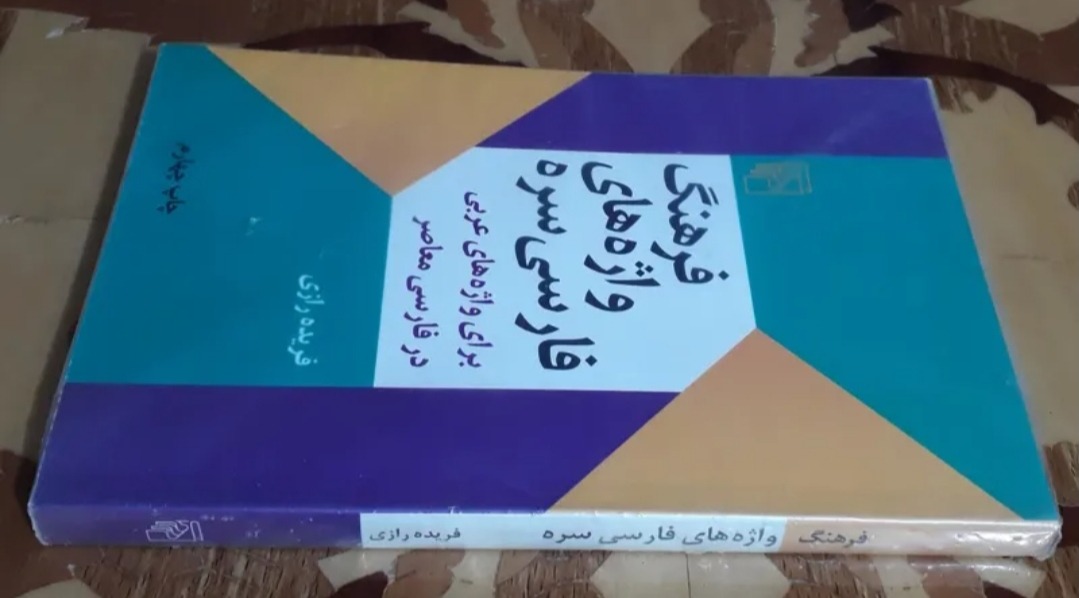 فرهنگ
واژه‌های
فارسی سره
برای واژه‌های عربی
در فارسی معاصر
فریده رازی
چاپ چهارم
فرهنگ واژه‌های فارسی سره فریده رازی